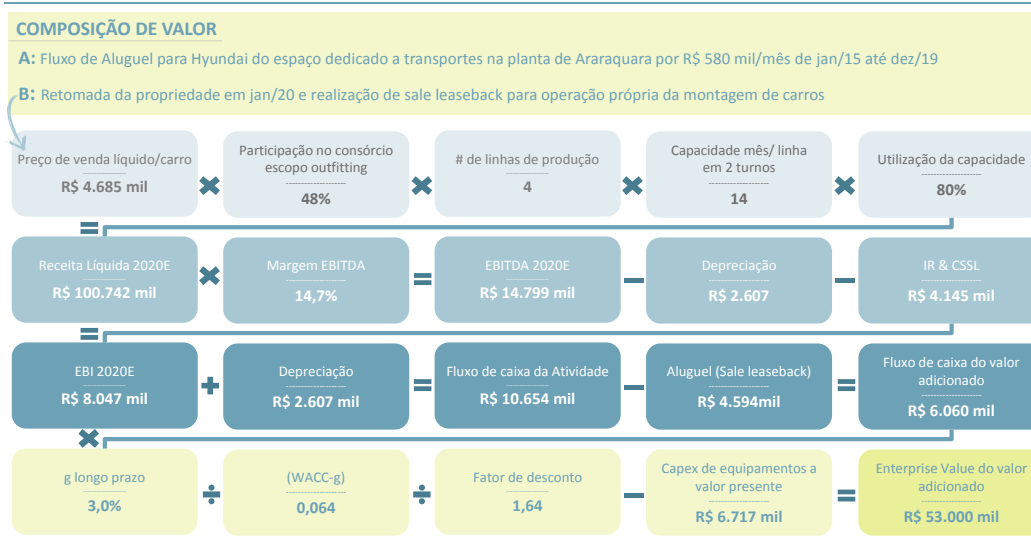 COMPOSIÇÃO DE VALOR
A: Fluxo de Aluguel para Hyundai do espaço dedicado a transportes na planta de Araraquara por R$ 580 mil/mês de jan/15 até dez/19
B: Retomada da propriedade em jan/20 e realização de sale leaseback para operação própria da montagem de carros
Preço de venda líquido/carro
R$ 4.685 mil
×
Participação no consórcio
escopo outfitting
48%
×
# de linhas de produção
4
×
Capacidade mês/ linha
em 2 turnos
14
×
Utilização da capacidade
80%
=
Receita Líquida 2020E
R$ 100.742 mil
×
Margem EBITDA
14,7%
=
EBITDA 2020E
R$ 14.799 mil
−
Depreciação
R$ 2.607
−
IR & CSSL
R$ 4.145 mil
=
EBI 2020E
R$ 8.047 mil
+
Depreciação
R$ 2.607 mil
=
Fluxo de caixa da Atividade
R$ 10.654 mil
−
Aluguel (Sale leaseback)
R$ 4.594mil
=
Fluxo de caixa do valor
adicionado
R$ 6.060 mil
×
g longo prazo
3,0%
÷
(WACC-g)
0,064
÷
Fator de desconto
1,64
−
Capex de equipamentos a
valor presente
R$ 6.717 mil
=
Enterprise Value do valor
adicionado
R$ 53.000 mil